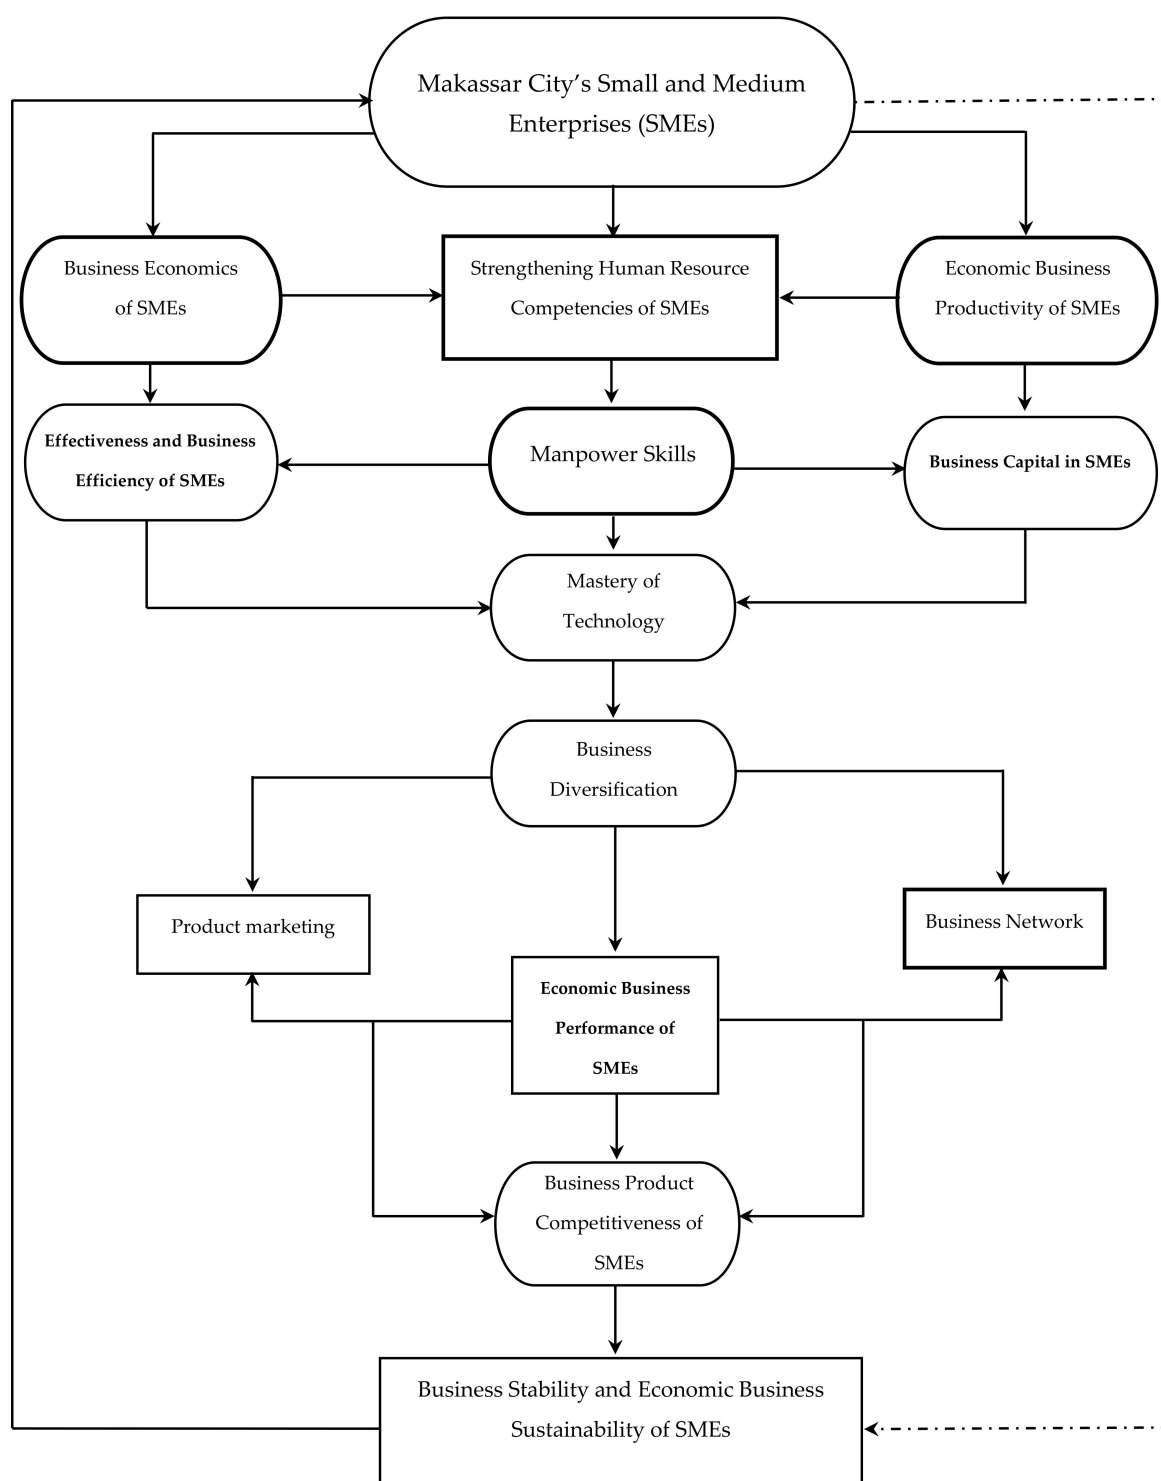 Makassar City’s Small and Medium
Enterprises (SMEs)
Business Economics
of SMEs
Strengthening Human Resource
Competencies of SMEs
Economic Business
Productivity of SMEs
Effectiveness and Business
Efficiency of SMEs
Manpower Skills
Business Capital in SMEs
Mastery of
Technology
Business
Diversification
Product marketing
Business Network
Economic Business
Performance of
SMEs
Business Product
Competitiveness of
SMEs
Business Stability and Economic Business
Sustainability of SMEs